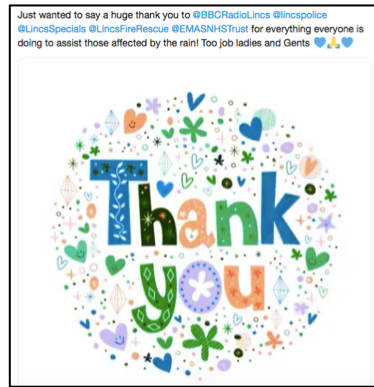 Just wanted to say a huge thank you to @BBCRadioLincs @lincspolice
@LincsSpecials @LincsFireRescue @EMASNHSTrust for everything everyone is
doing to assist those affected by the rain! Too job ladies and Gents 💙🙏💙
Thank
you